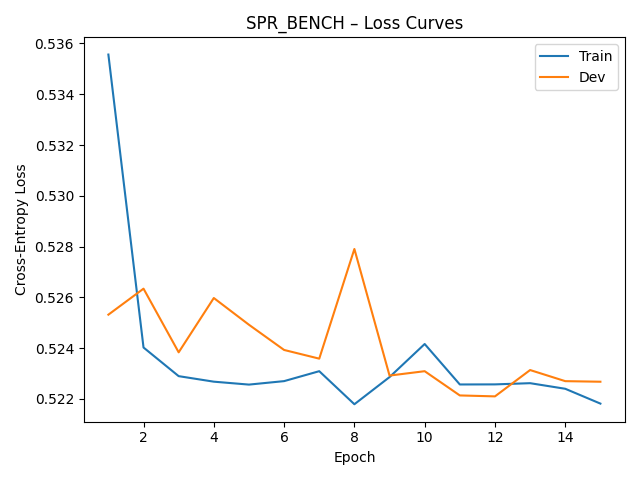 SPR_BENCH – Loss Curves
Train
Dev
Cross-Entropy Loss
0.536
0.534
0.532
0.530
0.528
0.526
0.524
0.522
2 4 6 8 10 12 14
Epoch